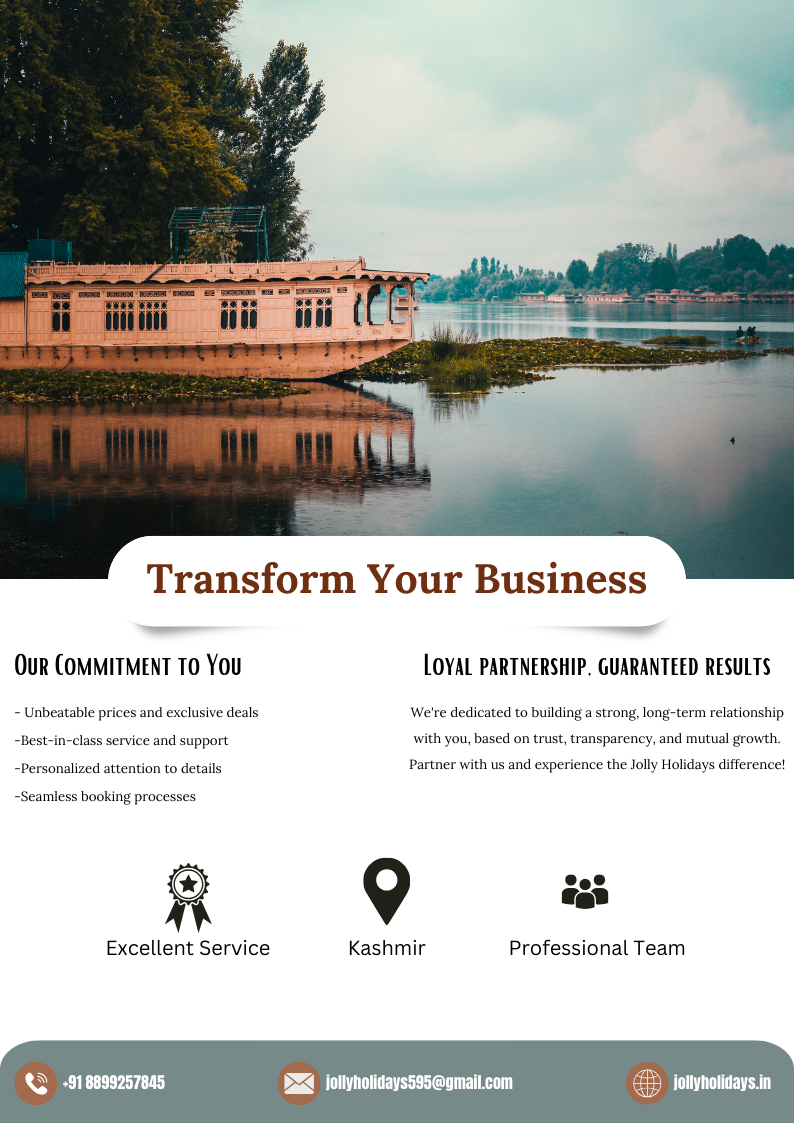 Transform Your Business
Our Commitment to You
- Unbeatable prices and exclusive deals
-Best-in-class service and support
-Personalized attention to details
-Seamless booking processes
Loyal partnership, guaranteed results
We're dedicated to building a strong, long-term relationship
with you, based on trust, transparency, and mutual growth.
Partner with us and experience the Jolly Holidays difference!
Excellent Service
Kashmir
Professional Team
+91 8899257845
jollyholidays595@gmail.com
jollyholidays.in